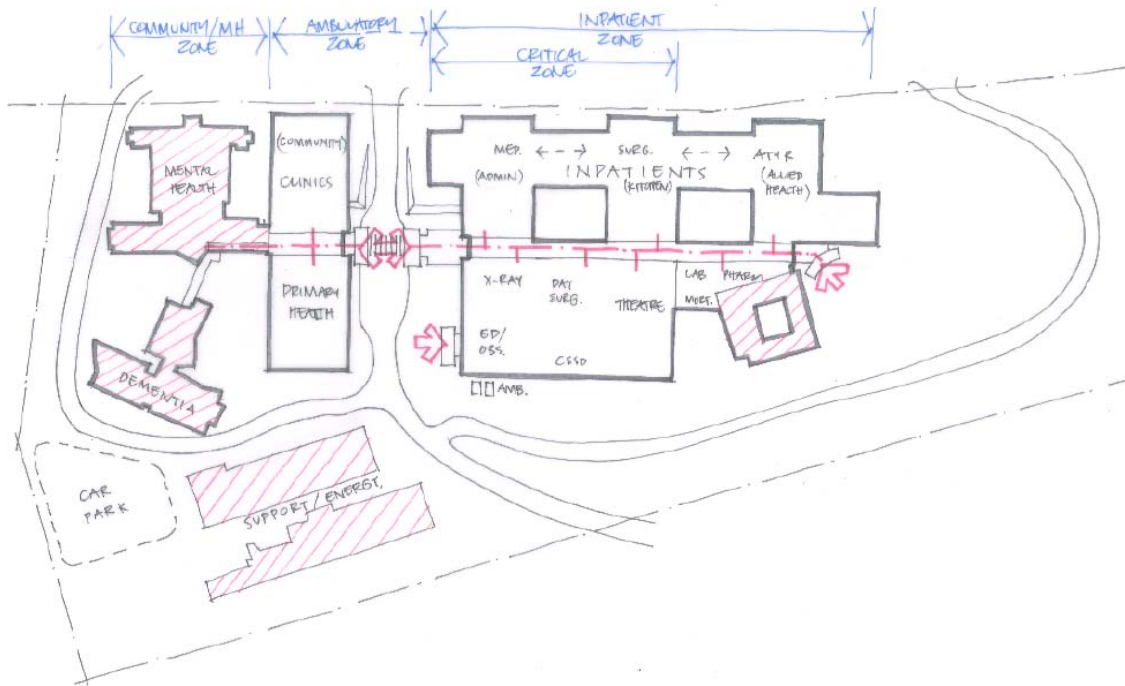 COMMUNITY/MH
ZONE
AMBULATORY
ZONE
INPATIENT
ZONE
CRITICAL
ZONE
MENTAL
HEALTH
(COMMUNITY)
CLINICS
PRIMARY
HEALTH
DEMENTIA
MED.
SURG.
AT&R
(ALLIED
HEALTH)
INPATIENTS
(ADMIN)
(KITCHEN)
X-RAY
DAY
SURG.
THEATRE
LAB
PHARM
MORT.
ED/
OBS.
CSSD
AMB.
CAR
PARK
SUPPORT/ENERGY